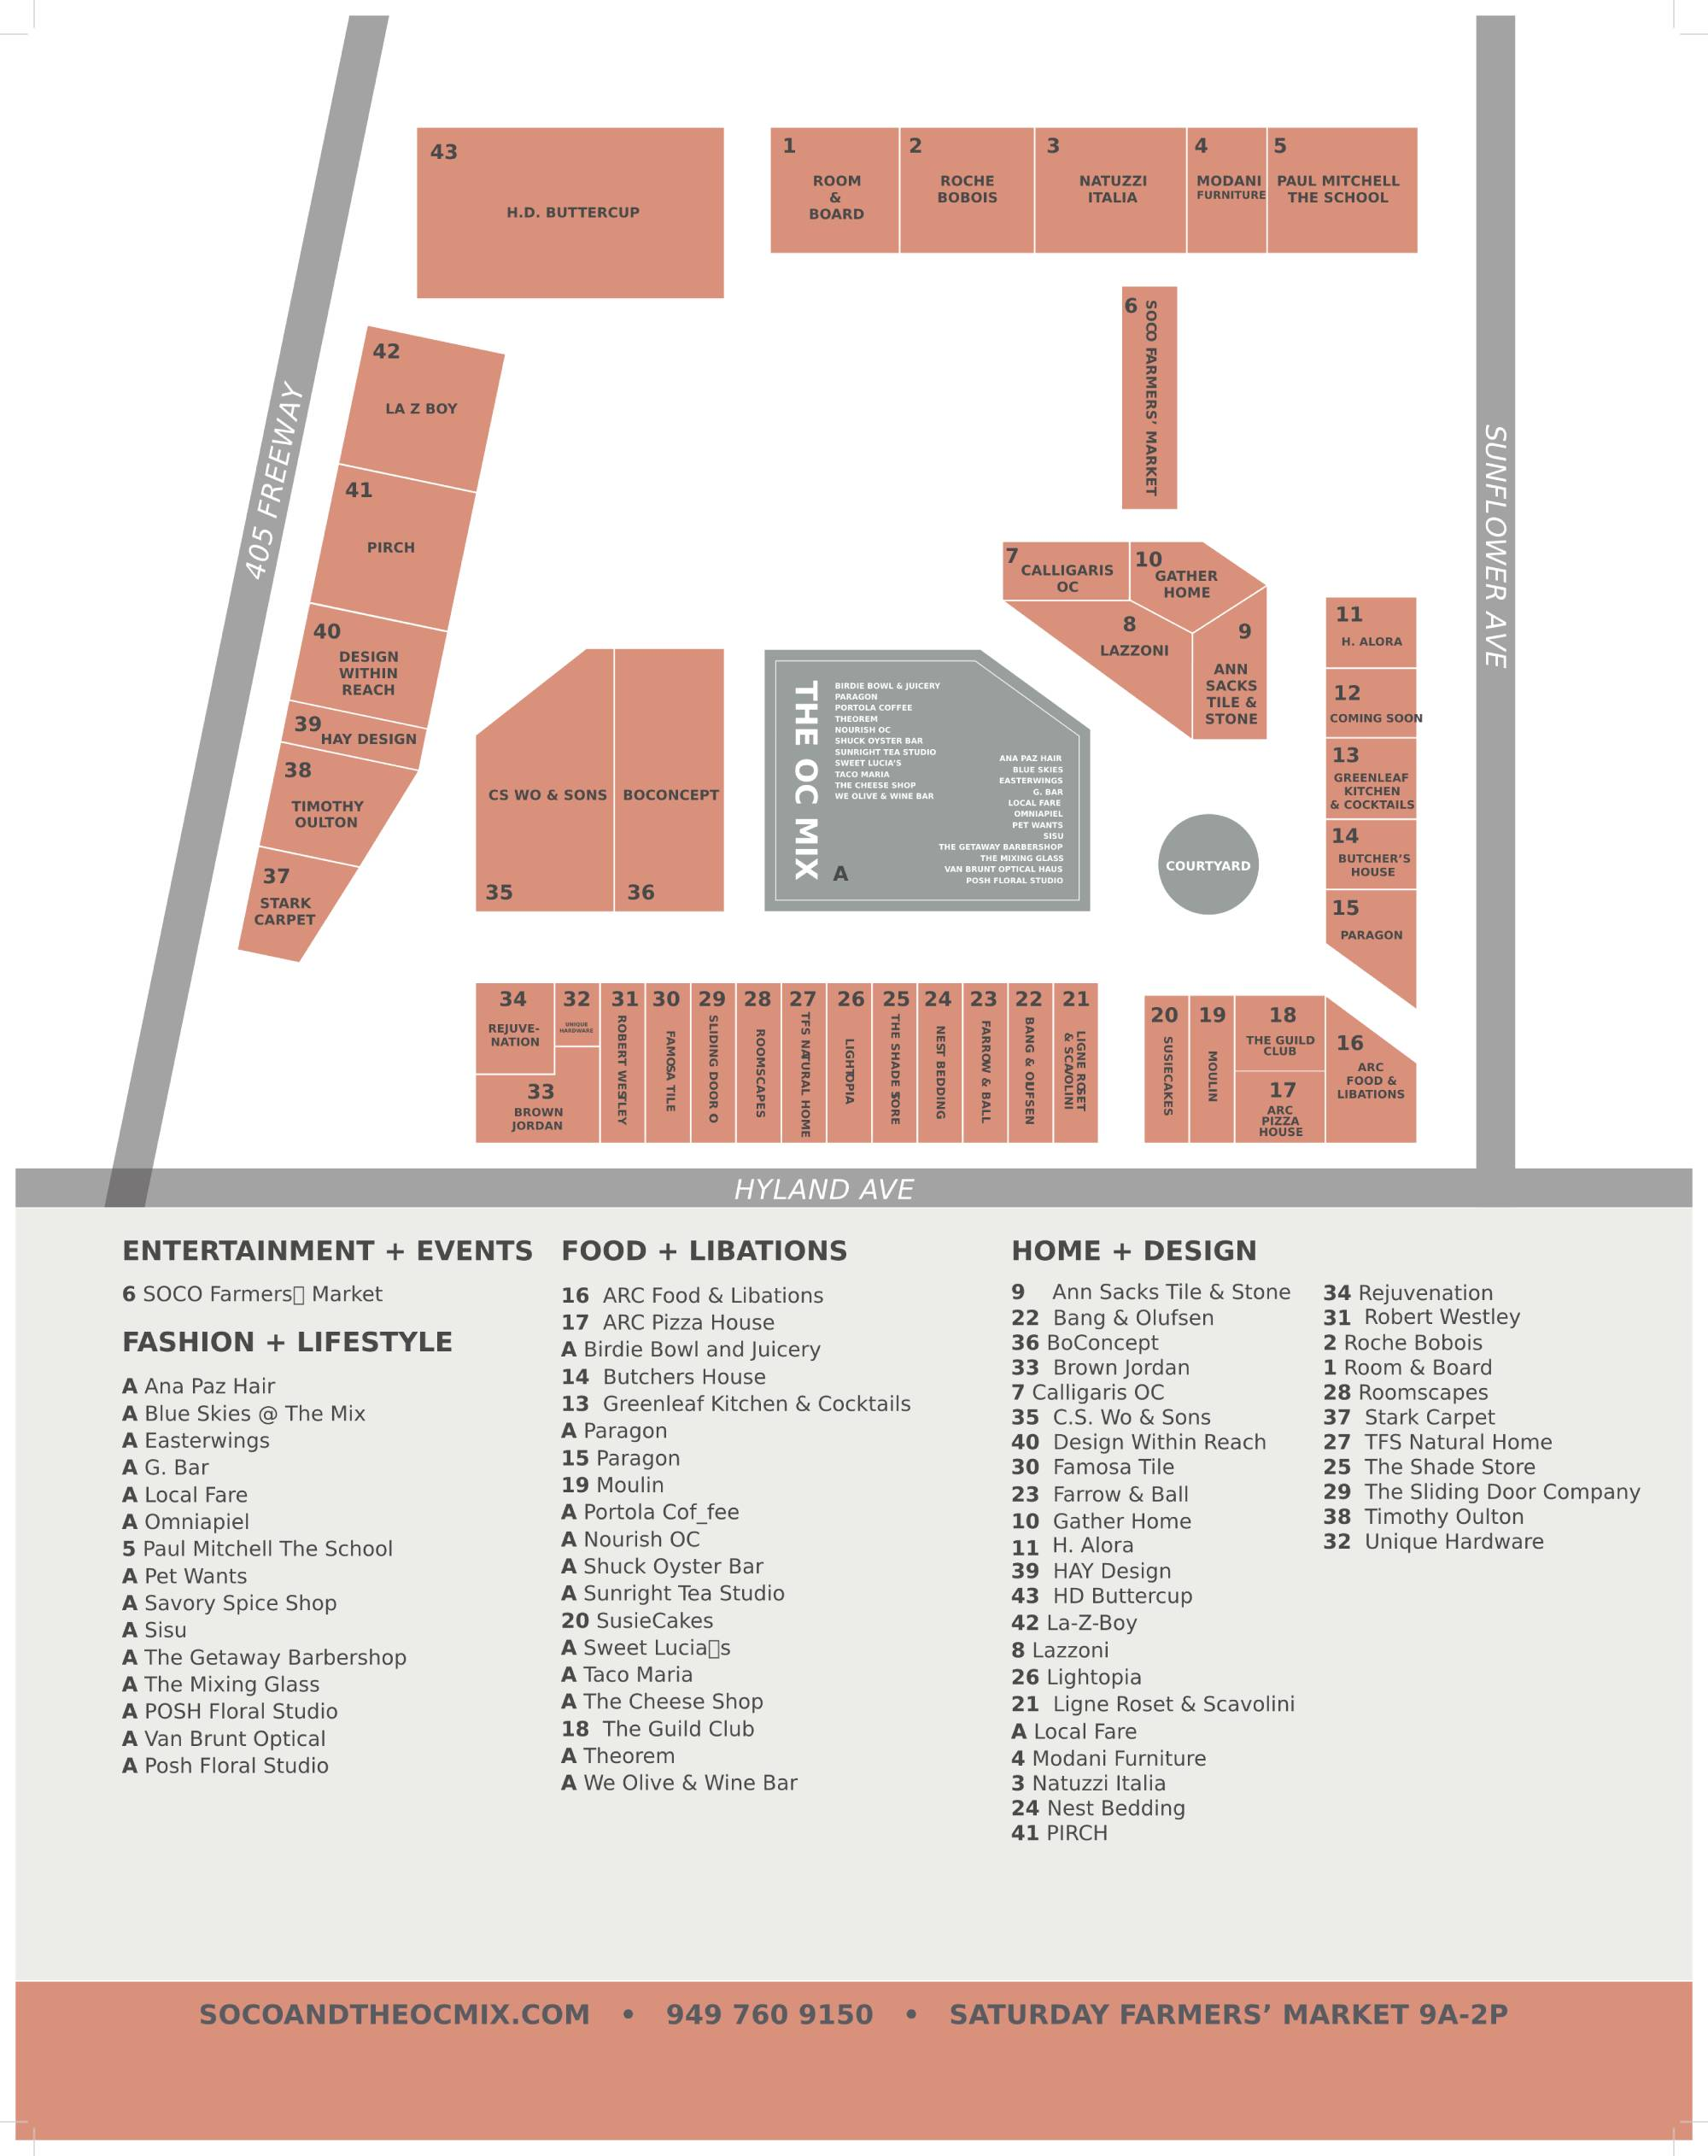 43
H.D. BUTTERCUP
1
ROOM
&
BOARD
2
ROCHE
BOBOIS
3
NATUZZI
ITALIA
4
MODANI
FURNITURE
5
PAUL MITCHELL
THE SCHOOL
6
SOCO FARMERS’ MARKET
405 FREEWAY
SUNFLOWER AVE
42
LA Z BOY
41
PIRCH
40
DESIGN
WITHIN
REACH
39
HAY DESIGN
38
TIMOTHY
OULTON
37
STARK
CARPET
7
CALLIGARIS
OC
10
GATHER
HOME
8
LAZZONI
9
ANN
SACKS
TILE &
STONE
11
H. ALORA
12
COMING SOON
13
GREENLEAF
KITCHEN
& COCKTAILS
14
BUTCHER’S
HOUSE
15
PARAGON
CS WO & SONS
35
BOCONCEPT
36
THE OC MIX
BIRDIE BOWL & JUICERY
PARAGON
PORTOLA COFFEE
THEOREM
NOURISH OC
SHUCK OYSTER BAR
SUNRIGHT TEA STUDIO
SWEET LUCIA’S
TACO MARIA
THE CHEESE SHOP
WE OLIVE & WINE BAR
ANA PAZ HAIR
BLUE SKIES
EASTERWINGS
G. BAR
LOCAL FARE
OMNIAPIEL
PET WANTS
SISU
THE GETAWAY BARBERSHOP
THE MIXING GLASS
VAN BRUNT OPTICAL HAUS
POSH FLORAL STUDIO
A
COURTYARD
34
REJUVE-
NATION
32
UNIQUE
HARDWARE
33
BROWN
JORDAN
31
ROBERT WESTLEY
30
FAMOSA TILE
29
SLIDING DOOR O
28
ROOMSCAPES
27
TFS NATURAL HOME
26
LIGHTOPIA
25
THE SHADE SORE
24
NEST BEDDING
23
FARROW & BALL
22
BANG & OLUFSEN
21
LIGNE ROSET
& SCAVOLINI
20
SUSIECAKES
19
MOULIN
18
THE GUILD
CLUB
17
ARC
PIZZA
HOUSE
16
ARC
FOOD &
LIBATIONS
HYLAND AVE
ENTERTAINMENT + EVENTS
6 SOCO Farmers▯ Market
FASHION + LIFESTYLE
A Ana Paz Hair
A Blue Skies @ The Mix
A Easterwings
A G. Bar
A Local Fare
A Omniapiel
5 Paul Mitchell The School
A Pet Wants
A Savory Spice Shop
A Sisu
A The Getaway Barbershop
A The Mixing Glass
A POSH Floral Studio
A Van Brunt Optical
A Posh Floral Studio
FOOD + LIBATIONS
16 ARC Food & Libations
17 ARC Pizza House
A Birdie Bowl and Juicery
14 Butchers House
13 Greenleaf Kitchen & Cocktails
A Paragon
15 Paragon
19 Moulin
A Portola Cof_fee
A Nourish OC
A Shuck Oyster Bar
A Sunright Tea Studio
20 SusieCakes
A Sweet Lucia▯s
A Taco Maria
A The Cheese Shop
18 The Guild Club
A Theorem
A We Olive & Wine Bar
HOME + DESIGN
9 Ann Sacks Tile & Stone
22 Bang & Olufsen
36 BoConcept
33 Brown Jordan
7 Calligaris OC
35 C.S. Wo & Sons
40 Design Within Reach
30 Famosa Tile
23 Farrow & Ball
10 Gather Home
11 H. Alora
39 HAY Design
43 HD Buttercup
42 La-Z-Boy
8 Lazzoni
26 Lightopia
21 Ligne Roset & Scavolini
A Local Fare
4 Modani Furniture
3 Natuzzi Italia
24 Nest Bedding
41 PIRCH
34 Rejuvenation
31 Robert Westley
2 Roche Bobois
1 Room & Board
28 Roomscapes
37 Stark Carpet
27 TFS Natural Home
25 The Shade Store
29 The Sliding Door Company
38 Timothy Oulton
32 Unique Hardware
SOCOANDTHEOCMIX.COM • 949 760 9150 • SATURDAY FARMERS’ MARKET 9A-2P